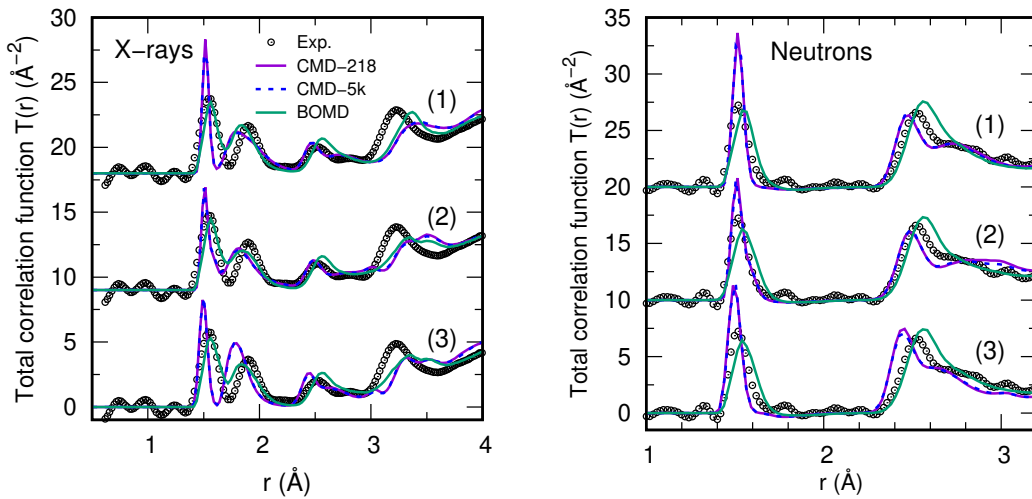 X−rays
Exp.
CMD−218
CMD−5k
BOMD
(1)
(2)
(3)
Total correlation function T(r) (Å⁻²)
30
25
20
15
10
5
0
1
2
3
4
r (Å)
Neutrons
(1)
(2)
(3)
Total correlation function T(r) (Å⁻²)
35
30
25
20
15
10
5
0
1
2
3
r (Å)